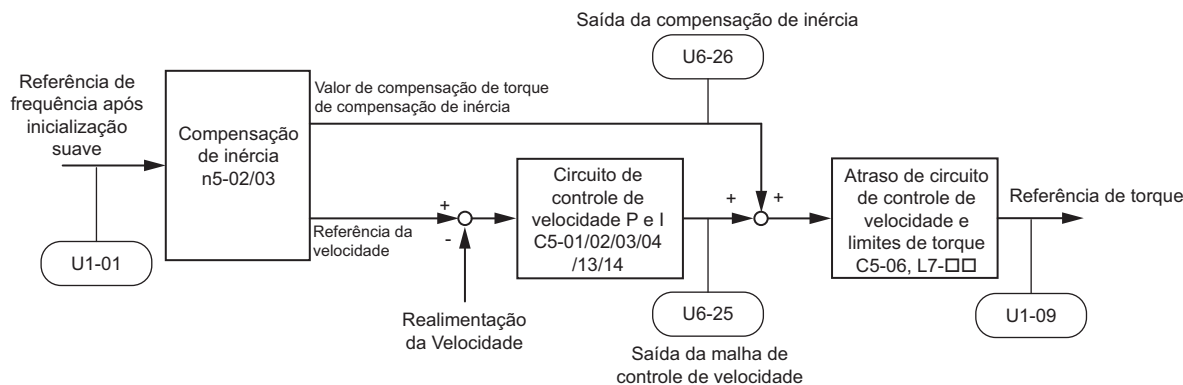 Saída da compensação de inércia
U6-26
Referência de
frequência após
inicialização
suave
U1-01
Compensação
de inércia
n5-02/03
Valor de compensação de torque
de compensação de inércia
+
-
Referência da
velocidade
Realimentação
da Velocidade
Circuito de
controle de
velocidade P e I
C5-01/02/03/04
/13/14
+
+
U6-25
Saída da malha de
controle de velocidade
Atraso de circuito
de controle de
velocidade e
limites de torque
C5-06, L7-□□
Referência de torque
U1-09